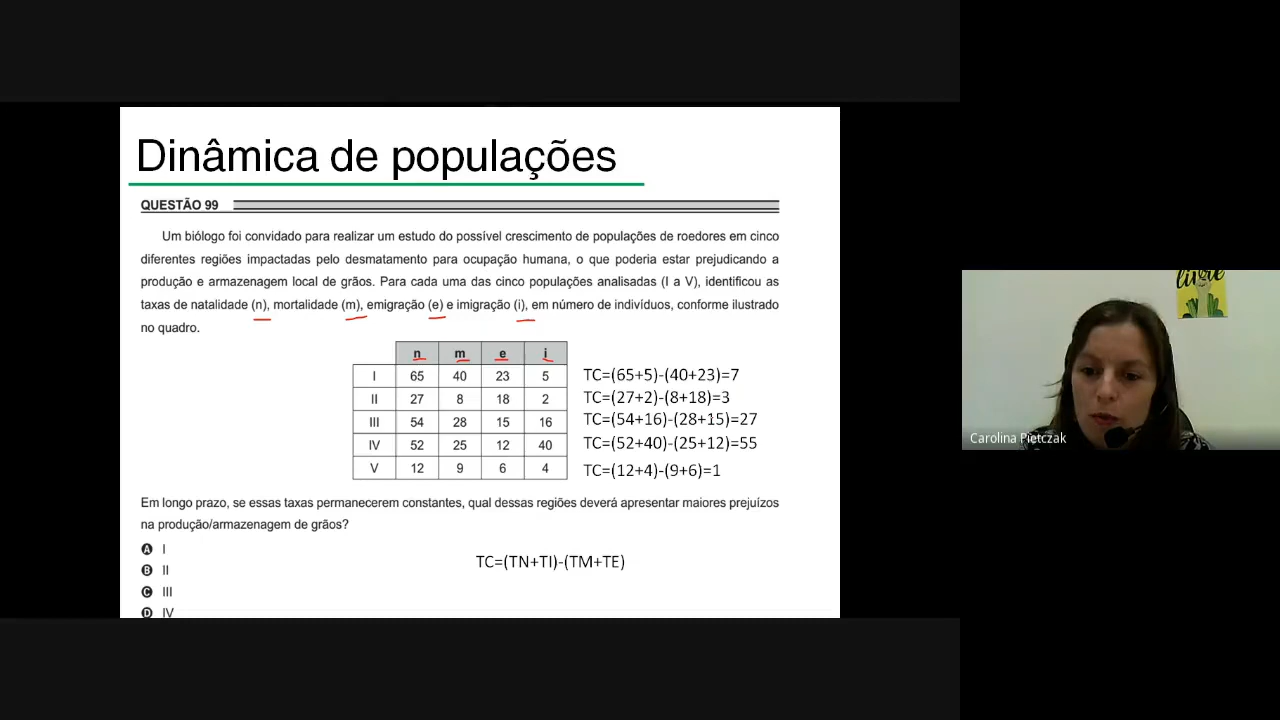 Dinâmica de populações
QUESTÃO 99
Um biólogo foi convidado para realizar um estudo do possível crescimento de populações de roedores em cinco
diferentes regiões impactadas pelo desmatamento para ocupação humana, o que poderia estar prejudicando a
produção e armazenagem local de grãos. Para cada uma das cinco populações analisadas (I a V), identificou as
taxas de natalidade (n), mortalidade (m), emigração (e) e imigração (i), em número de indivíduos, conforme ilustrado
no quadro.
n m e i
I 65 40 23 5 TC=(65+5)-(40+23)=7
II 27 8 18 2 TC=(27+2)-(8+18)=3
III 54 28 15 16 TC=(54+16)-(28+15)=27
IV 52 25 12 40 TC=(52+40)-(25+12)=55
V 12 9 6 4 TC=(12+4)-(9+6)=1
Em longo prazo, se essas taxas permanecerem constantes, qual dessas regiões deverá apresentar maiores prejuízos
na produção/armazenagem de grãos?
A I
B II
C III
D IV
TC=(TN+TI)-(TM+TE)
livre
Carolina Pietczak